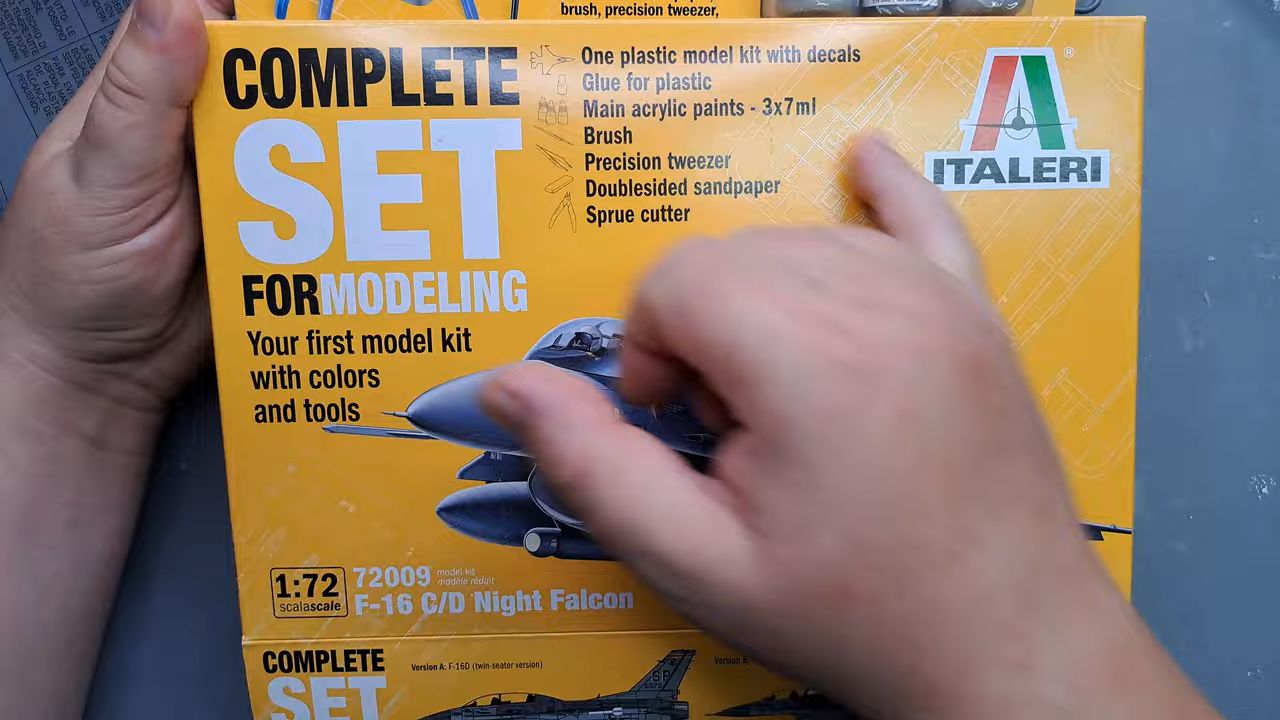 brush, precision tweezer,
COMPLETE
SET
FORMODELING
Your first model kit
with colors
and tools
One plastic model kit with decals
Glue for plastic
Main acrylic paints - 3x7ml
Brush
Precision tweezer
Doublesided sandpaper
Sprue cutter
ITALERI
®
1:72
scalascale
72009
model kit
modèle réduit
F-16 C/D Night Falcon
COMPLETE
SET
Version A: F-16D (twin-seater version)
SP